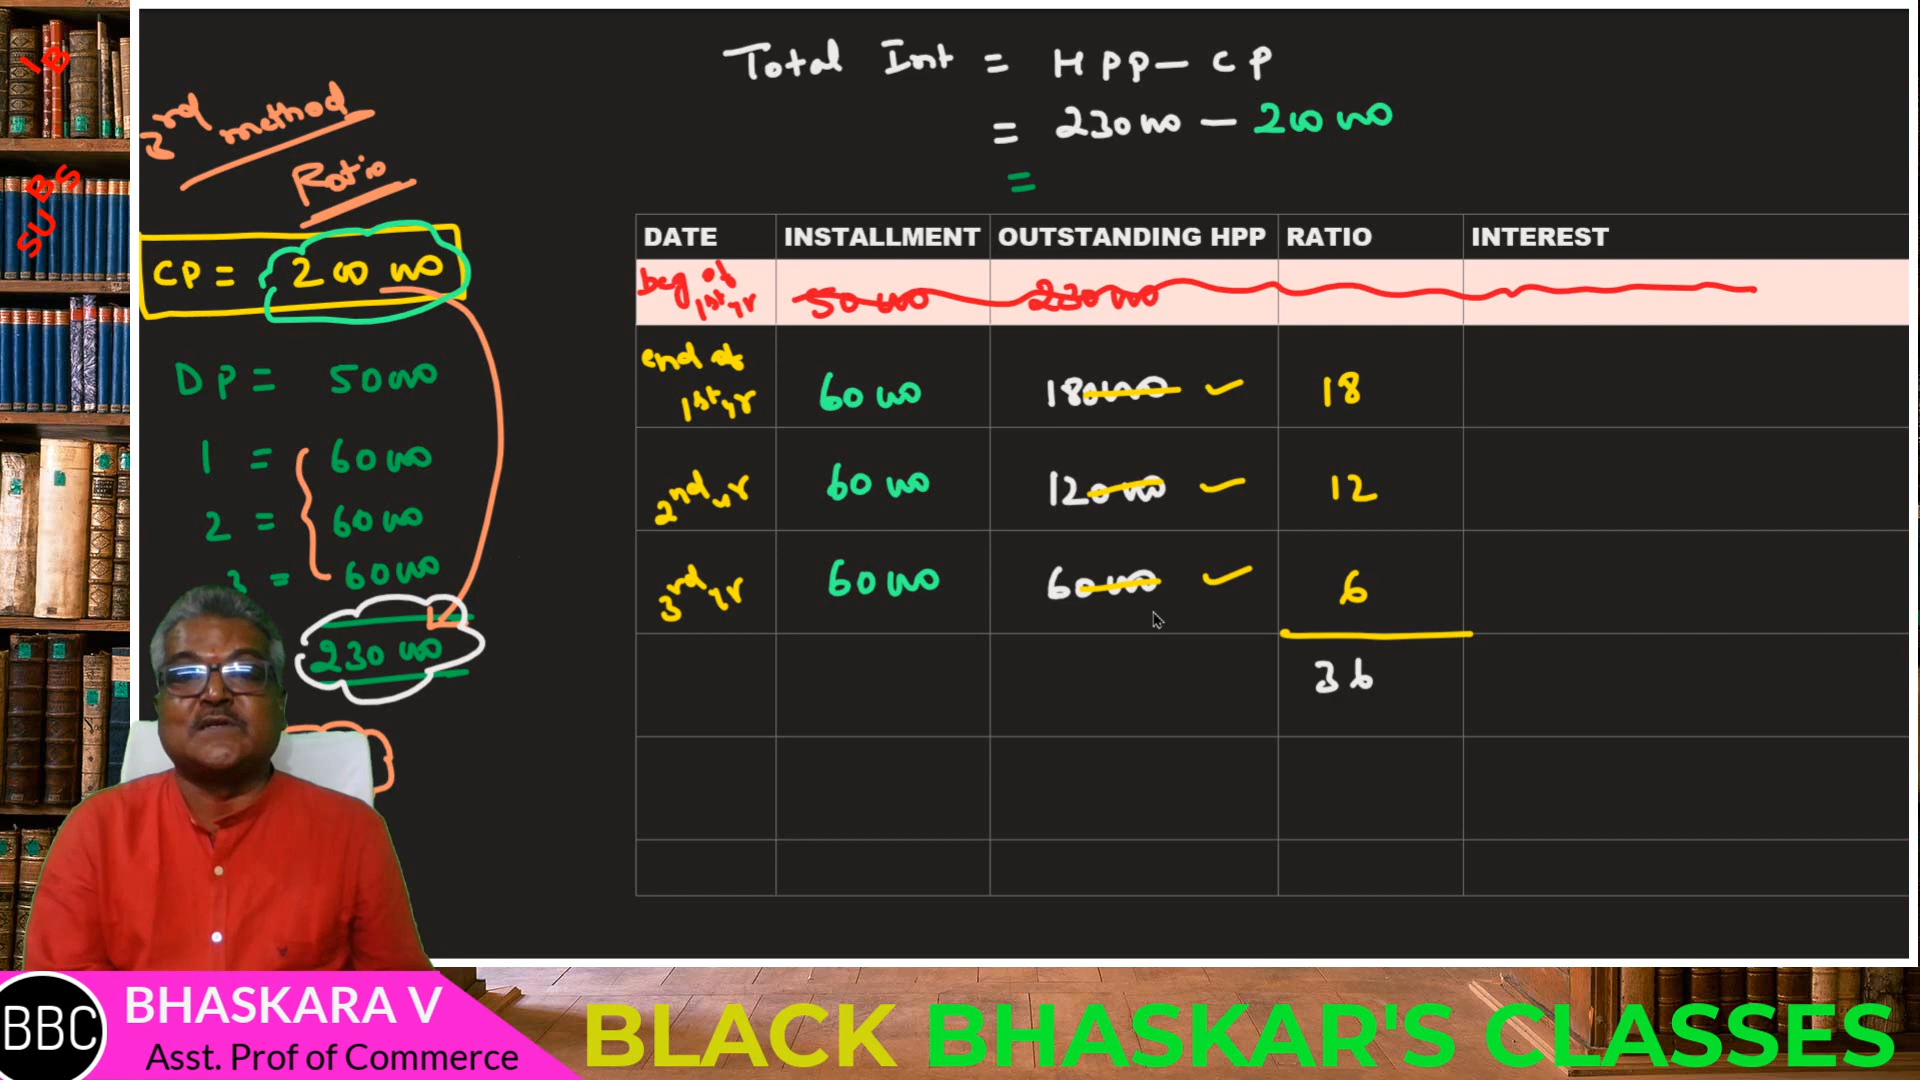 Total Int = HPP - CP
= 230000 - 200000
=
3rd method
Ratio
CP = 200000
DP = 50000
1 = 60000
2 = 60000
3 = 60000
230000
DATE INSTALLMENT OUTSTANDING HPP RATIO INTEREST
beg of 1st yr 50000 230000
end of 1st yr 60000 180000 ✓ 18
2nd yr 60000 120000 ✓ 12
3rd yr 60000 60000 ✓ 6
36
BBC
BHASKARA V
Asst. Prof of Commerce
BLACK BHASKAR'S CLASSES